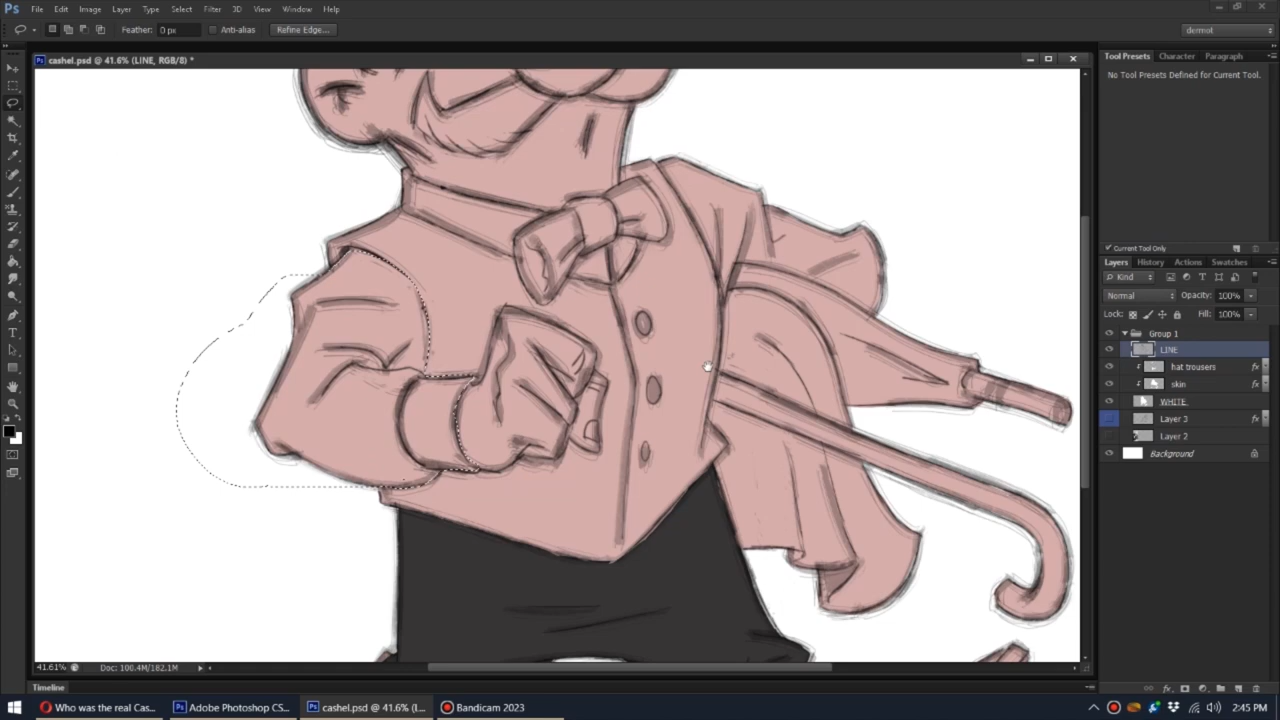 Ps File Edit Image Layer Type Select Filter 3D View Window Help
Feather: 0 px Anti-alias Refine Edge... dermot
cashel.psd @ 41.6% (LINE, RGB/8) *
Tool Presets Character Paragraph
No Tool Presets Defined for Current Tool.
Current Tool Only
Layers History Actions Swatches
Kind
Normal Opacity: 100%
Lock: Fill: 100%
Group 1
LINE
hat trousers fx
skin fx
WHITE
Layer 3 fx
Layer 2
Background
41.61% Doc: 100.4M/182.1M
Timeline
Who was the real Cas... Adobe Photoshop CS... cashel.psd @ 41.6% (L... Bandicam 2023 2:45 PM